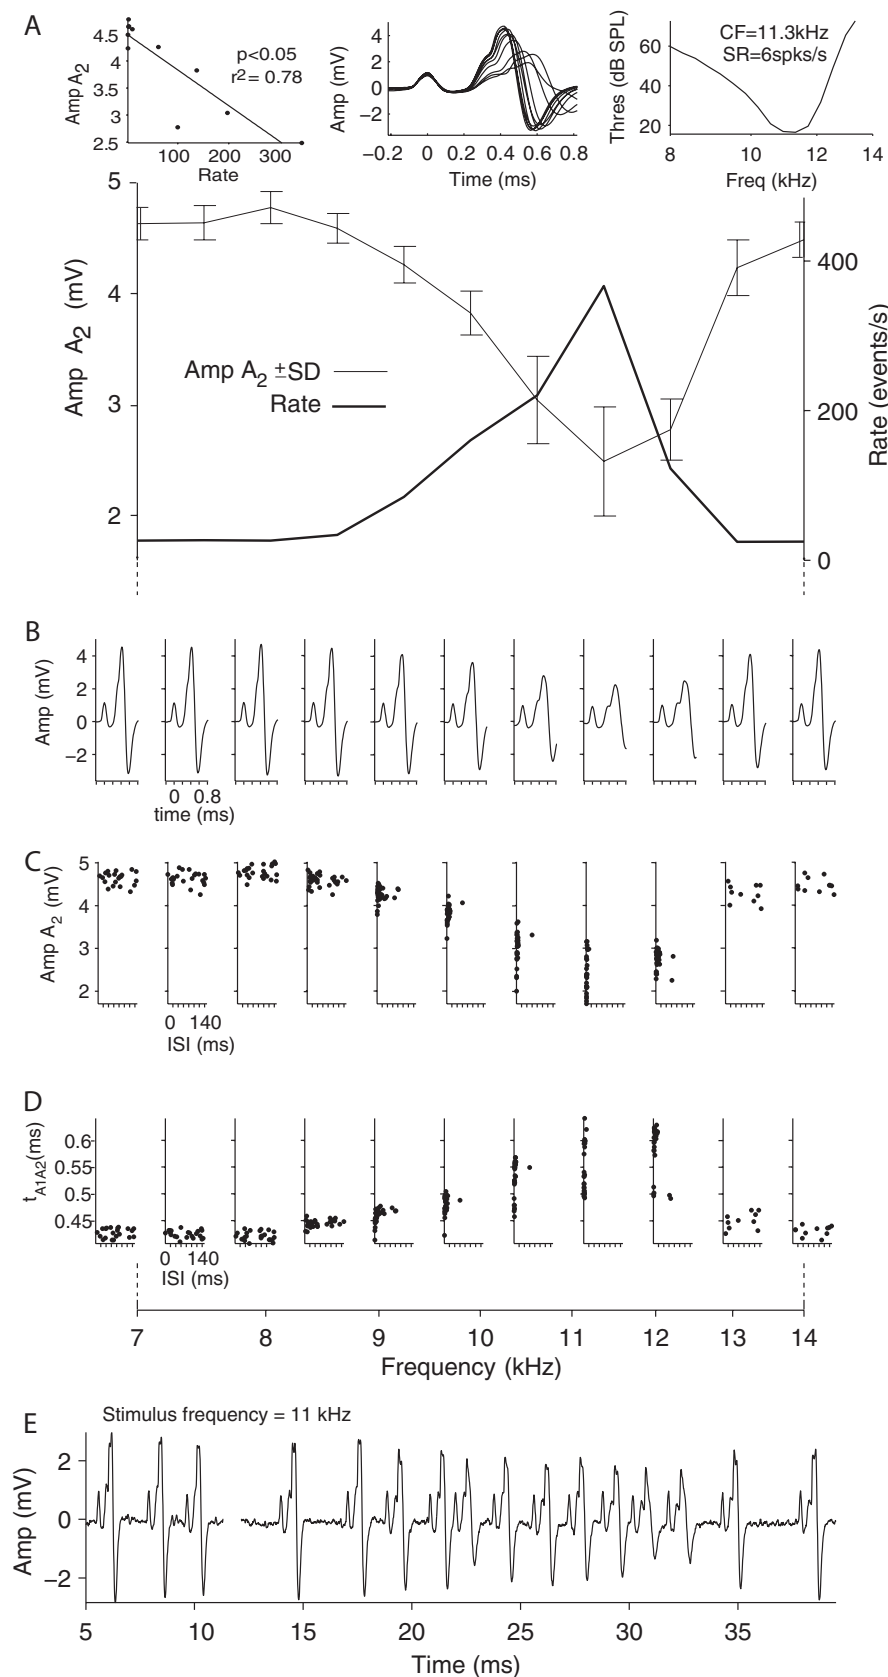 A
4.5
4
3.5
3
2.5
Amp A2
p<0.05
r2= 0.78
100 200 300
Rate
4
2
0
−2
Amp (mV)
−0.2 0 0.2 0.4 0.6 0.8
Time (ms)
60
40
20
Thres (dB SPL)
CF=11.3kHz
SR=6spks/s
8 10 12 14
Freq (kHz)
5
4
3
2
Amp A2 (mV)
Amp A2 ±SD
Rate
400
200
0
Rate (events/s)
B
4
2
0
−2
Amp (mV)
0 0.8
time (ms)
C
5
4
3
2
Amp A2 (mV)
0 140
ISI (ms)
D
0.6
0.55
0.5
0.45
tA1A2(ms)
0 140
ISI (ms)
7 8 9 10 11 12 13 14
Frequency (kHz)
E
Stimulus frequency = 11 kHz
2
0
−2
Amp (mV)
5 10 15 20 25 30 35
Time (ms)